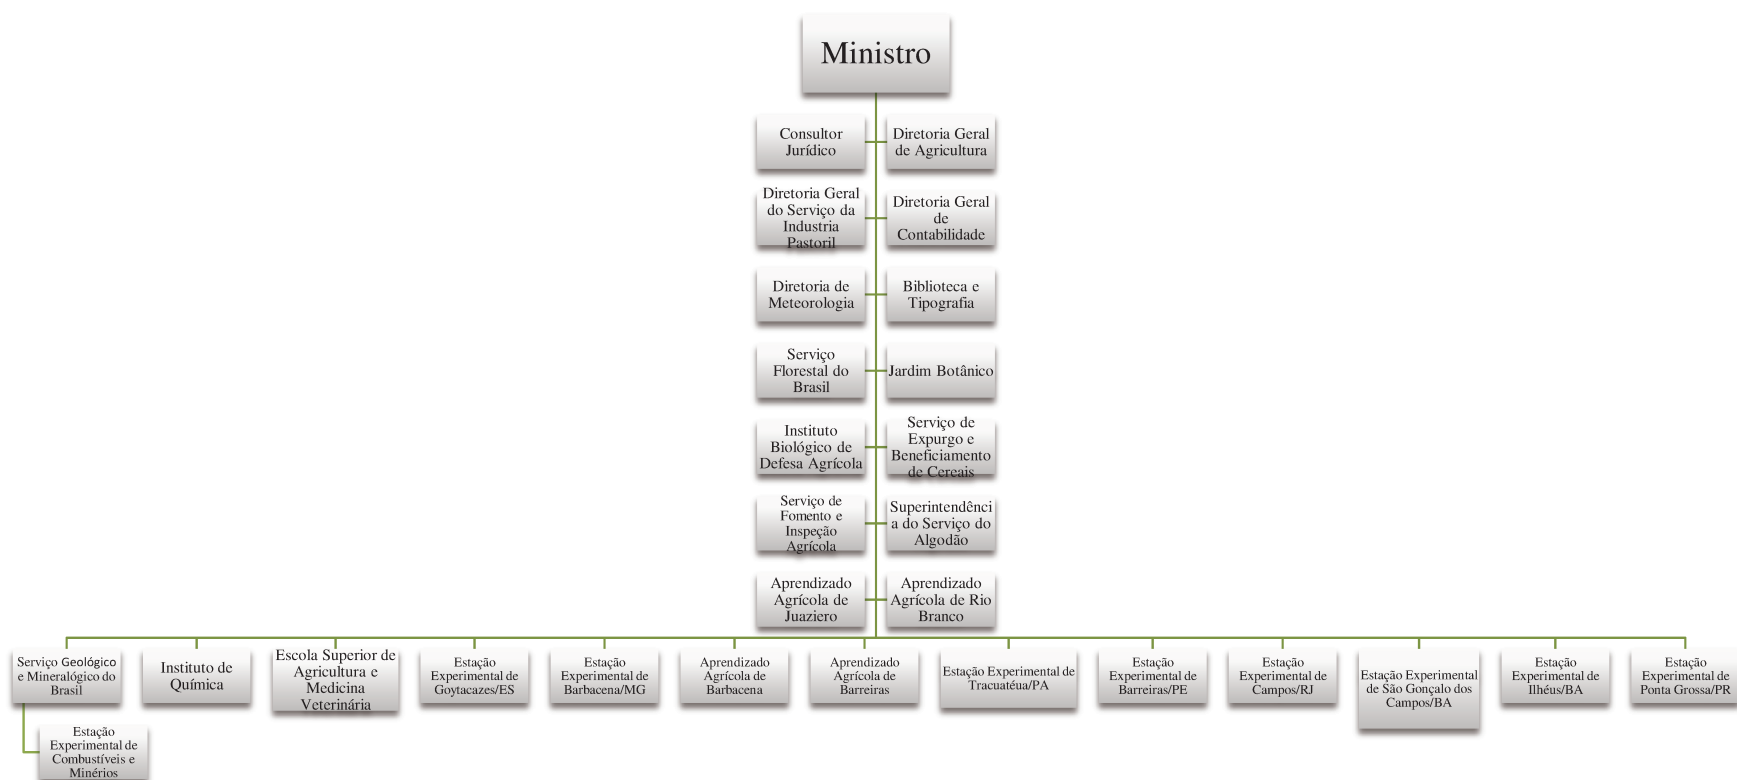 Ministro
Consultor
Jurídico
Diretoria Geral
de Agricultura
Diretoria Geral
do Serviço da
Industria
Pastoril
Diretoria Geral
de
Contabilidade
Diretoria de
Meteorologia
Biblioteca e
Tipografia
Serviço
Florestal do
Brasil
Jardim Botânico
Instituto
Biológico de
Defesa Agrícola
Serviço de
Expurgo e
Beneficiamento
de Cereais
Serviço de
Fomento e
Inspeção
Agrícola
Superintendênci
a do Serviço do
Algodão
Aprendizado
Agrícola de
Juaziero
Aprendizado
Agrícola de Rio
Branco
Serviço Geológico
e Mineralógico do
Brasil
Instituto de
Química
Escola Superior de
Agricultura e
Medicina
Veterinária
Estação
Experimental de
Goytacazes/ES
Estação
Experimental de
Barbacena/MG
Aprendizado
Agrícola de
Barbacena
Aprendizado
Agrícola de
Barreiras
Estação Experimental de
Tracuatéua/PA
Estação
Experimental de
Barreiras/PE
Estação
Experimental de
Campos/RJ
Estação Experimental
de São Gonçalo dos
Campos/BA
Estação
Experimental de
Ilhéus/BA
Estação
Experimental de
Ponta Grossa/PR
Estação
Experimental de
Combustíveis e
Minérios